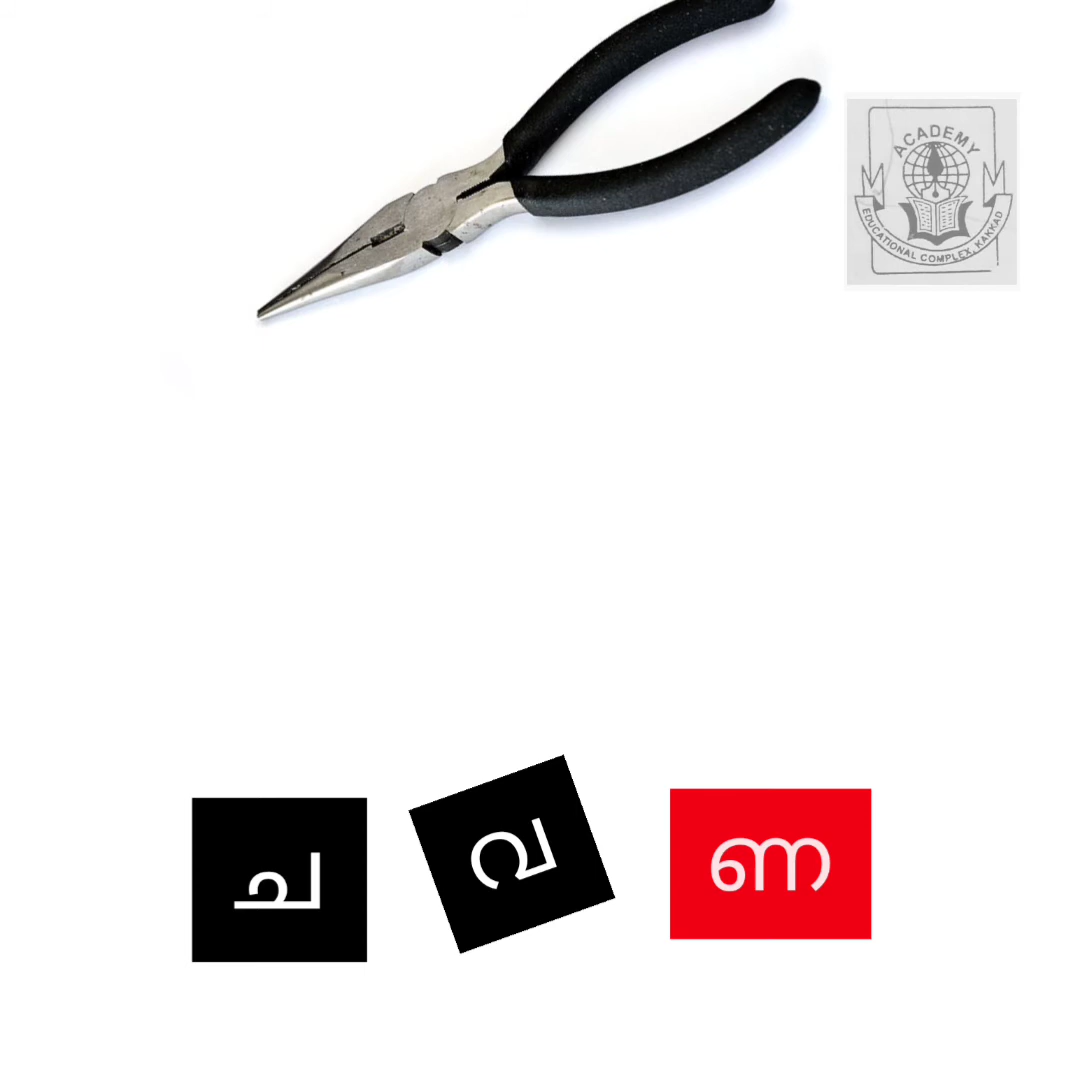 ACADEMY
M M
EDUCATIONAL COMPLEX, KAKKAD
ച വ ണ